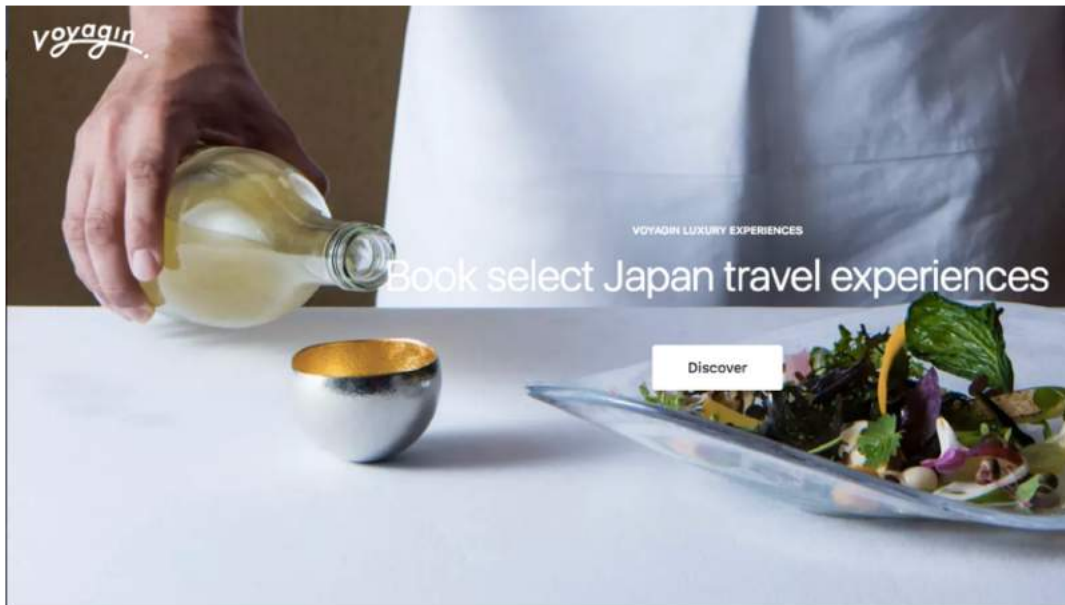 Voyagin
VOYAGIN LUXURY EXPERIENCES
Book select Japan travel experiences
Discover